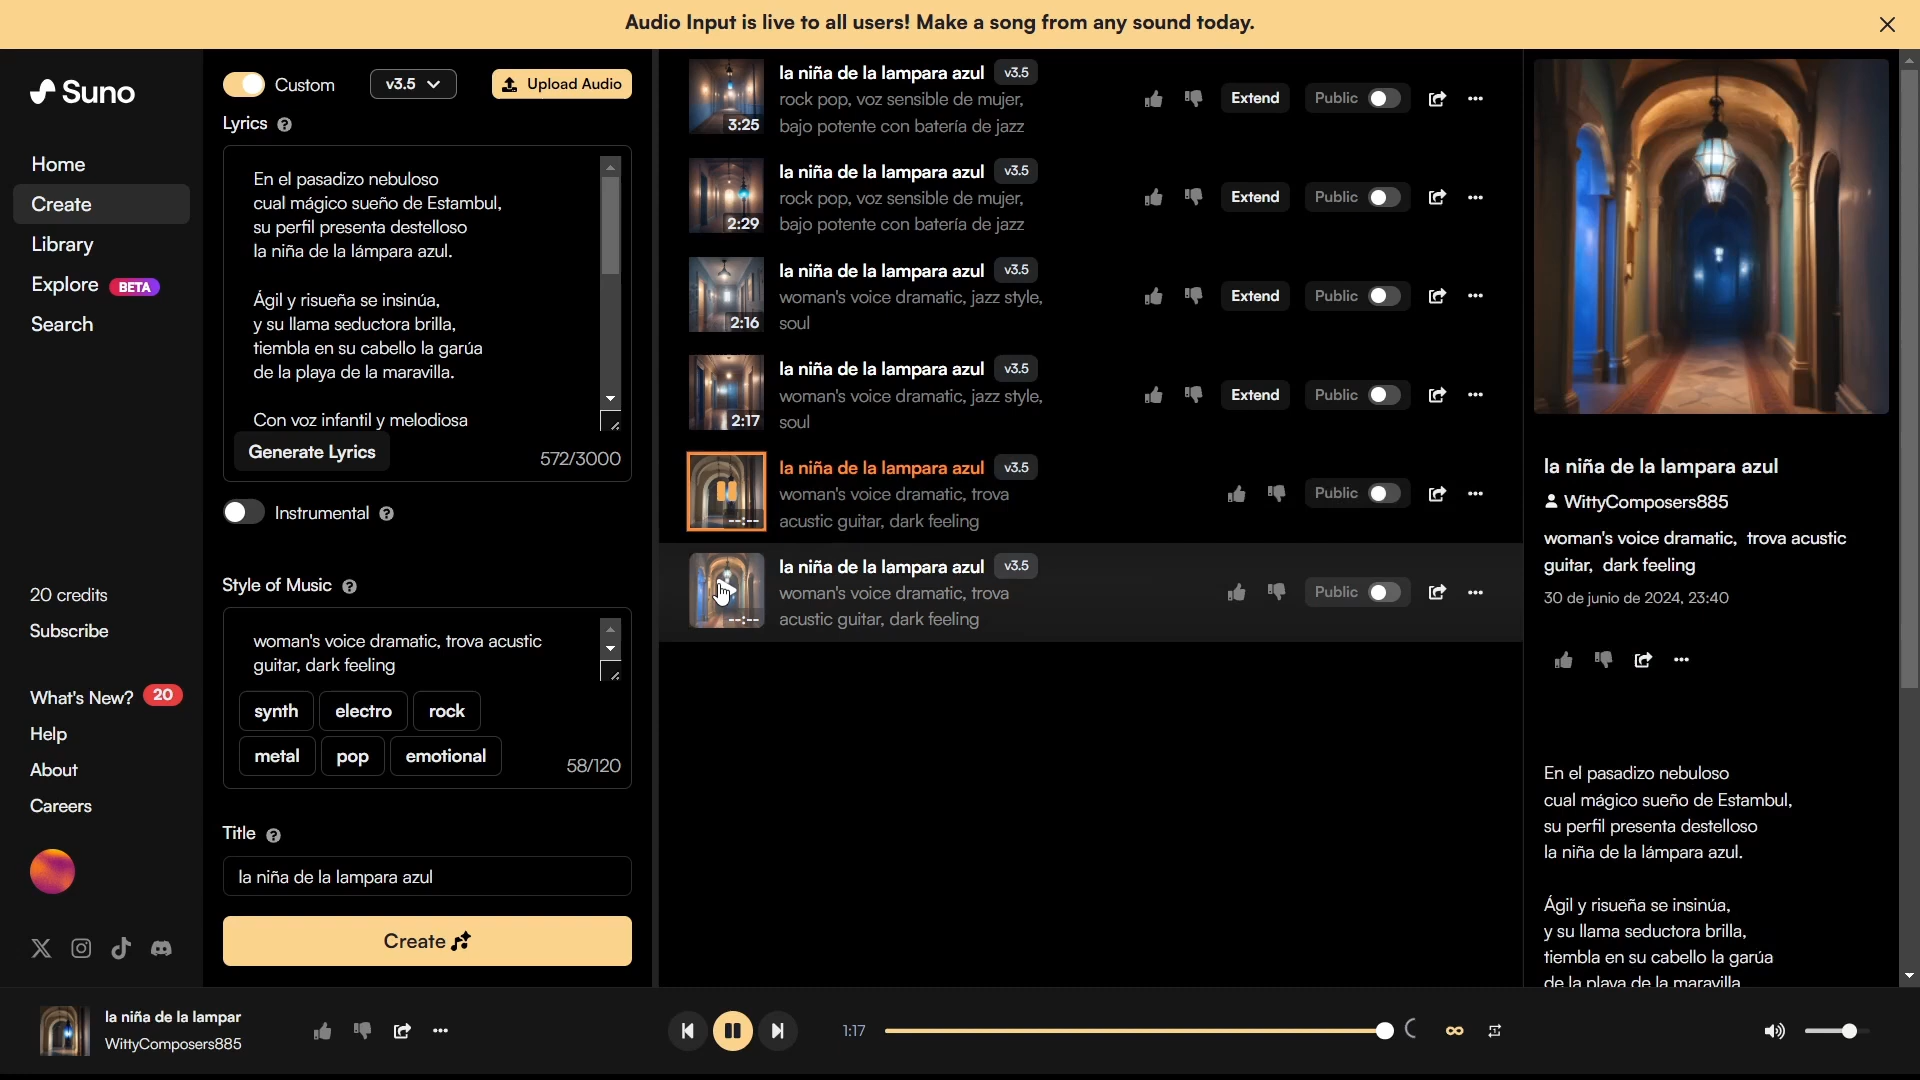 Audio Input is live to all users! Make a song from any sound today.
Suno
Home
Create
Library
Explore BETA
Search
20 credits
Subscribe
What's New? 20
Help
About
Careers
Custom
v3.5
Upload Audio
Lyrics
En el pasadizo nebuloso
cual mágico sueño de Estambul,
su perfil presenta destelloso
la niña de la lámpara azul.
Ágil y risueña se insinúa,
y su llama seductora brilla,
tiembla en su cabello la garúa
de la playa de la maravilla.
Con voz infantil y melodiosa
Generate Lyrics
572/3000
Instrumental
Style of Music
woman's voice dramatic, trova acustic
guitar, dark feeling
synth electro rock
metal pop emotional
58/120
Title
la niña de la lampara azul
Create
la niña de la lampara azul v3.5
rock pop, voz sensible de mujer,
bajo potente con batería de jazz
3:25
Extend Public
la niña de la lampara azul v3.5
rock pop, voz sensible de mujer,
bajo potente con batería de jazz
2:29
Extend Public
la niña de la lampara azul v3.5
woman's voice dramatic, jazz style,
soul
2:16
Extend Public
la niña de la lampara azul v3.5
woman's voice dramatic, jazz style,
soul
2:17
Extend Public
la niña de la lampara azul v3.5
woman's voice dramatic, trova
acustic guitar, dark feeling
--:--
Public
la niña de la lampara azul v3.5
woman's voice dramatic, trova
acustic guitar, dark feeling
--:--
Public
la niña de la lampara azul
WittyComposers885
woman's voice dramatic, trova acustic
guitar, dark feeling
30 de junio de 2024, 23:40
En el pasadizo nebuloso
cual mágico sueño de Estambul,
su perfil presenta destelloso
la niña de la lámpara azul.
Ágil y risueña se insinúa,
y su llama seductora brilla,
tiembla en su cabello la garúa
de la playa de la maravilla
la niña de la lampar
WittyComposers885
1:17